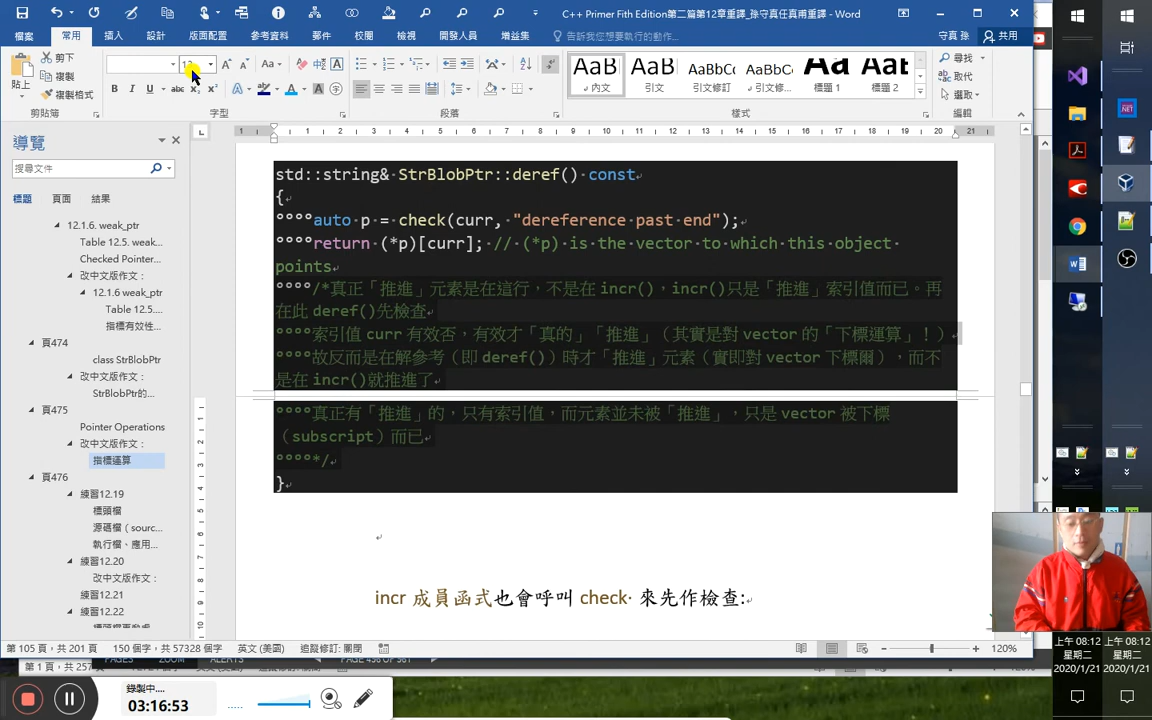 C++ Primer Fith Edition第二篇第12章重譯_孫守真任真甫重譯 - Word
檔案 常用 插入 設計 版面配置 參考資料 郵件 校閱 檢視 開發人員 增益集 告訴我您想要執行的動作... 守真 孫 共用
貼上
剪下
複製
複製格式
剪貼簿
字型
段落
AaB AaB AaBbC AaBbC AaB AaB
內文 引文 引文修訂 引文修... 標題 1 標題 2
樣式
尋找
取代
選取
編輯
導覽
搜尋文件
標題 頁面 結果
12.1.6. weak_ptr
Table 12.5. weak...
Checked Pointer...
改中文版作文：
12.1.6 weak_ptr
Table 12.5....
指標有效性...
頁474
class StrBlobPtr
StrBlobPtr的...
頁475
Pointer Operations
改中文版作文：
指標運算
頁476
練習12.19
標頭檔
源碼檔（sourc...
執行檔、應用...
練習12.20
改中文版作文：
練習12.21
練習12.22
std::string& StrBlobPtr::deref() const
{
auto p = check(curr, "dereference past end");
return (*p)[curr]; // (*p) is the vector to which this object
points
/*真正「推進」元素是在這行，不是在 incr()，incr()只是「推進」索引值而已。再
在此 deref()先檢查
索引值 curr 有效否，有效才「真的」「推進」（其實是對 vector 的「下標運算」！）
故反而是在解參考（即 deref()）時才「推進」元素（實即對 vector 下標爾），而不
是在 incr()就推進了
真正有「推進」的，只有索引值，而元素並未被「推進」，只是 vector 被下標
（subscript）而已
*/
}
incr 成員函式也會呼叫 check 來先作檢查:
第 105 頁，共 201 頁 150 個字，共 57328 個字 英文 (美國) 追蹤修訂: 關閉 120%
PAGES ZOOM ALERTS
錄製中....
03:16:53
上午 08:12 上午 08:12
星期二 星期二
2020/1/21 2020/1/21